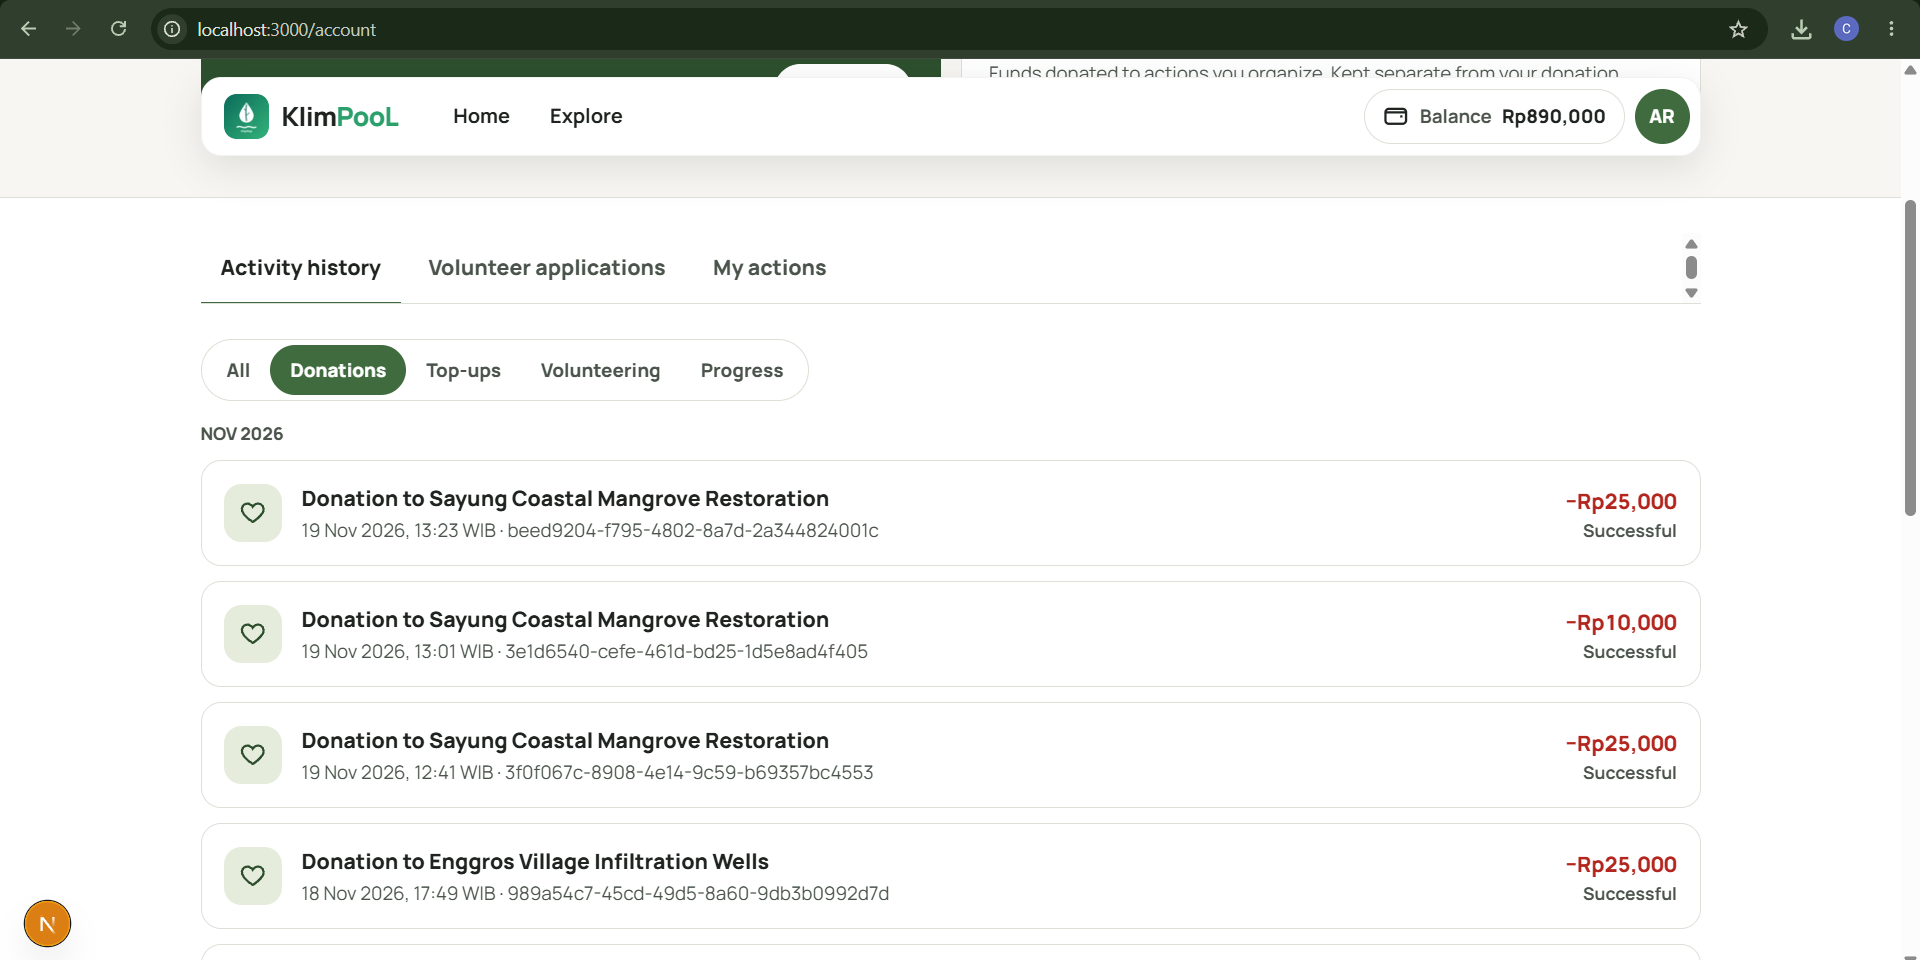 localhost:3000/account
C
Funds donated to actions you organize. Kept separate from your donation
KlimPooL
Home
Explore
Balance Rp890,000
AR
Activity history
Volunteer applications
My actions
All
Donations
Top-ups
Volunteering
Progress
NOV 2026
Donation to Sayung Coastal Mangrove Restoration
−Rp25,000
19 Nov 2026, 13:23 WIB · beed9204-f795-4802-8a7d-2a344824001c
Successful
Donation to Sayung Coastal Mangrove Restoration
−Rp10,000
19 Nov 2026, 13:01 WIB · 3e1d6540-cefe-461d-bd25-1d5e8ad4f405
Successful
Donation to Sayung Coastal Mangrove Restoration
−Rp25,000
19 Nov 2026, 12:41 WIB · 3f0f067c-8908-4e14-9c59-b69357bc4553
Successful
Donation to Enggros Village Infiltration Wells
−Rp25,000
18 Nov 2026, 17:49 WIB · 989a54c7-45cd-49d5-8a60-9db3b0992d7d
Successful
N